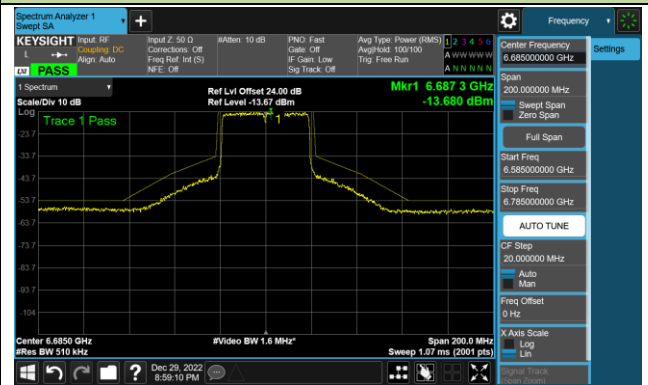 Spectrum Analyzer 1
Swept SA
Frequency
KEYSIGHT
Input: RF
Coupling: DC
Align: Auto
Input Z: 50 Ω
Corrections: Off
Freq Ref: Int (S)
NFE: Off
#Atten: 10 dB
PNO: Fast
Gate: Off
IF Gain: Low
Sig Track: Off
Avg Type: Power (RMS)
Avg|Hold: 100/100
Trig: Free Run
1 2 3 4 5 6
A W W W W W
A N N N N N
L
LXI
PASS
1 Spectrum
Scale/Div 10 dB
Ref Lvl Offset 24.00 dB
Ref Level -13.67 dBm
Mkr1 6.687 3 GHz
-13.680 dBm
Log
Trace 1 Pass
1
-23.7
-33.7
-43.7
-53.7
-63.7
-73.7
-83.7
-93.7
-104
Center 6.6850 GHz
#Res BW 510 kHz
#Video BW 1.6 MHz*
Span 200.0 MHz
Sweep 1.07 ms (2001 pts)
Dec 29, 2022
8:59:10 PM
?
Center Frequency
6.685000000 GHz
Settings
Span
200.000000 MHz
Swept Span
Zero Span
Full Span
Start Freq
6.585000000 GHz
Stop Freq
6.785000000 GHz
AUTO TUNE
CF Step
20.000000 MHz
Auto
Man
Freq Offset
0 Hz
X Axis Scale
Log
Lin
Signal Track
(Span Zoom)